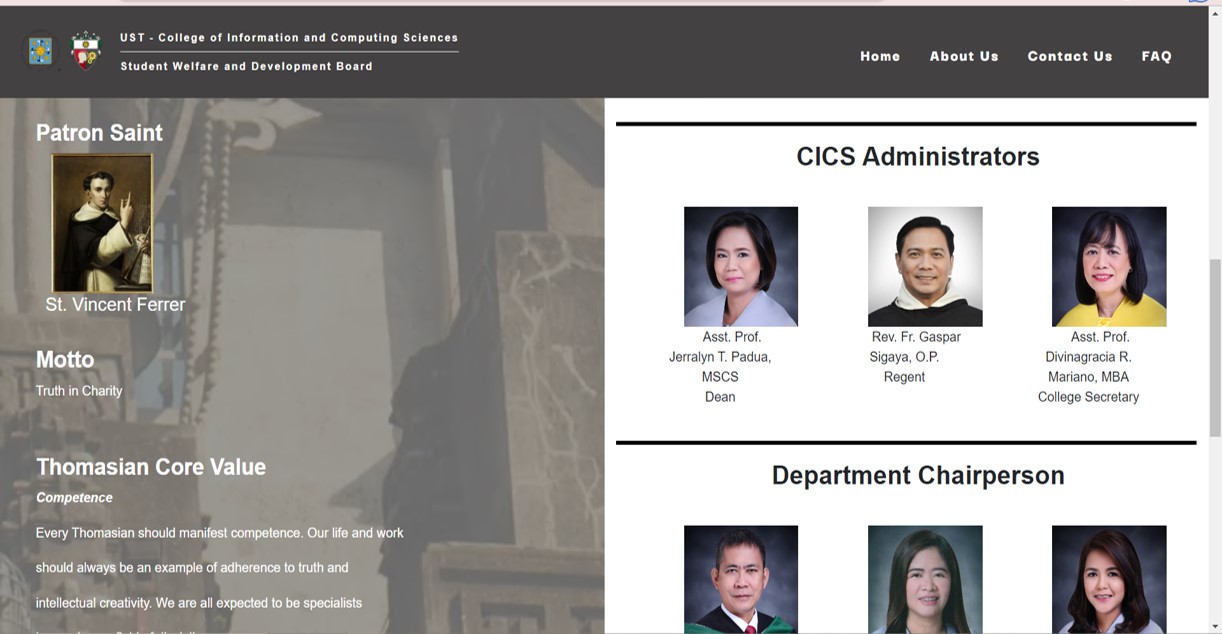 UST - College of Information and Computing Sciences
Student Welfare and Development Board
Home About Us Contact Us FAQ
Patron Saint
St. Vincent Ferrer
Motto
Truth in Charity
Thomasian Core Value
Competence
Every Thomasian should manifest competence. Our life and work
should always be an example of adherence to truth and
intellectual creativity. We are all expected to be specialists
CICS Administrators
Asst. Prof.
Jerralyn T. Padua,
MSCS
Dean
Rev. Fr. Gaspar
Sigaya, O.P.
Regent
Asst. Prof.
Divinagracia R.
Mariano, MBA
College Secretary
Department Chairperson